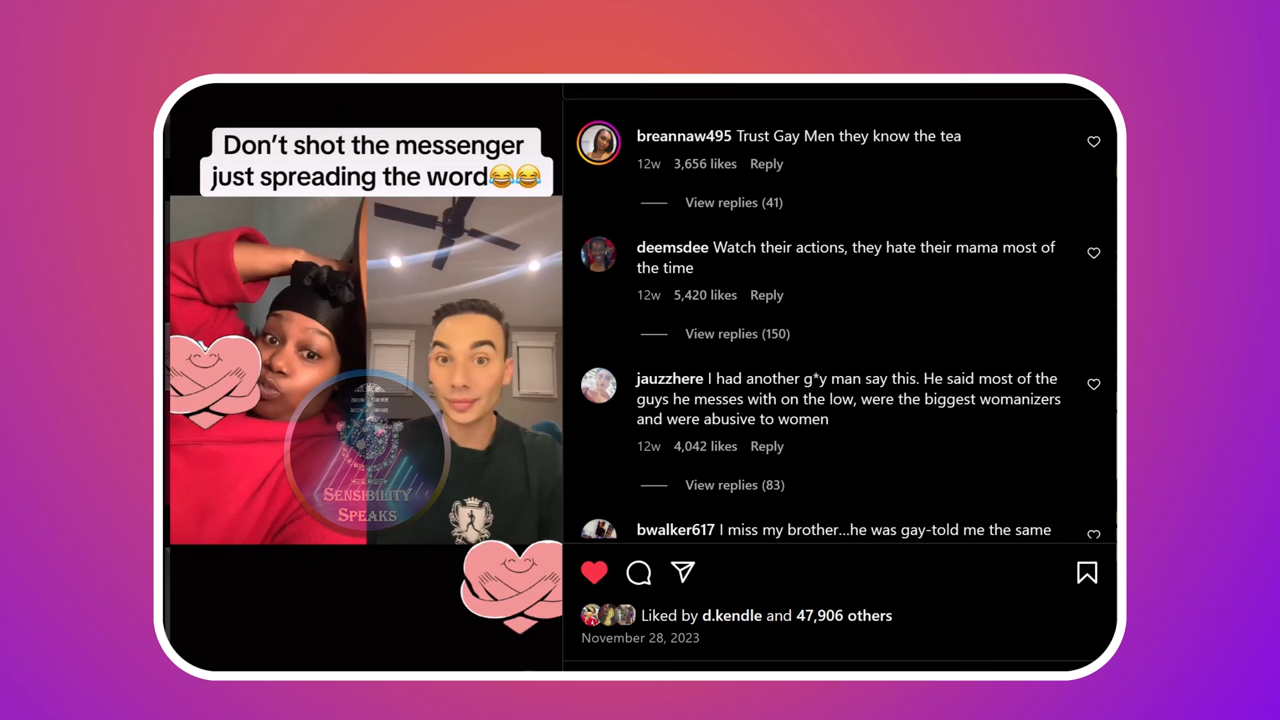 Don't shot the messenger
just spreading the word😂😂
SENSIBILITY
SPEAKS
breannaw495 Trust Gay Men they know the tea
12w 3,656 likes Reply
View replies (41)
deemsdee Watch their actions, they hate their mama most of
the time
12w 5,420 likes Reply
View replies (150)
jauzzhere I had another g*y man say this. He said most of the
guys he messes with on the low, were the biggest womanizers
and were abusive to women
12w 4,042 likes Reply
View replies (83)
bwalker617 I miss my brother...he was gay-told me the same
Liked by d.kendle and 47,906 others
November 28, 2023